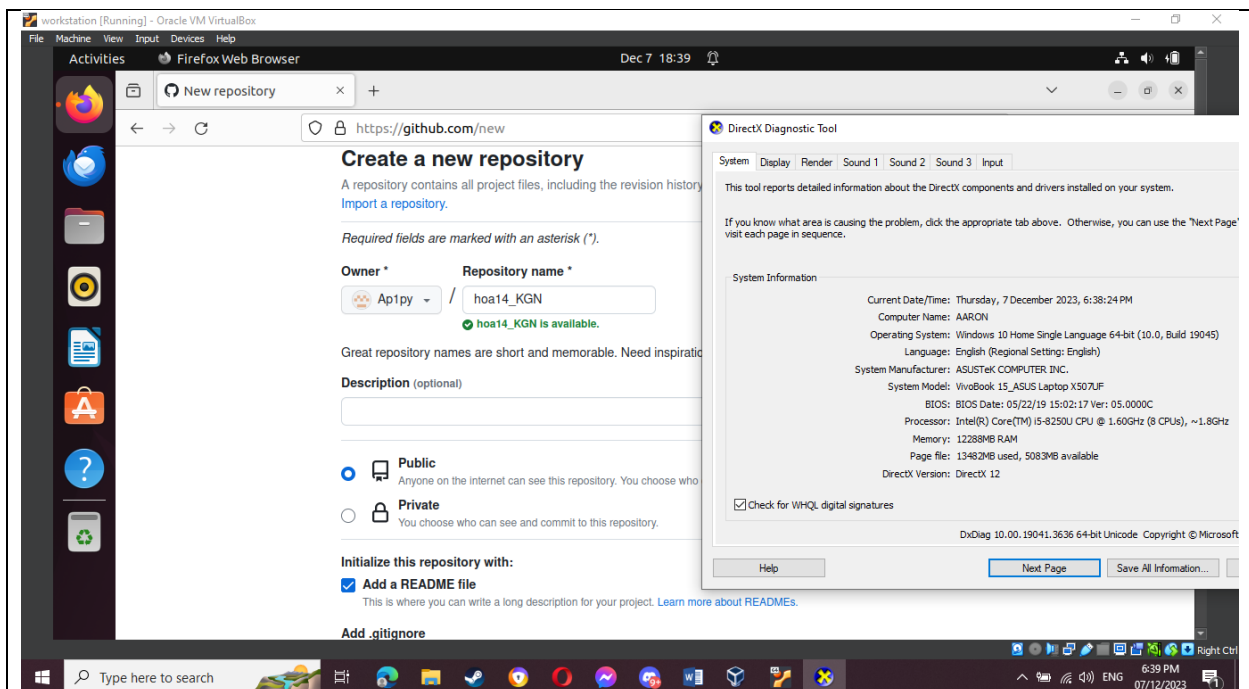 workstation [Running] - Oracle VM VirtualBox
File Machine View Input Devices Help
Activities Firefox Web Browser Dec 7 18:39
New repository
https://github.com/new
Create a new repository
A repository contains all project files, including the revision history
Import a repository.
Required fields are marked with an asterisk (*).
Owner * Repository name *
Ap1py / hoa14_KGN
hoa14_KGN is available.
Great repository names are short and memorable. Need inspiratic
Description (optional)
Public
Anyone on the internet can see this repository. You choose who
Private
You choose who can see and commit to this repository.
Initialize this repository with:
Add a README file
This is where you can write a long description for your project. Learn more about READMEs.
Add .gitignore
DirectX Diagnostic Tool
System Display Render Sound 1 Sound 2 Sound 3 Input
This tool reports detailed information about the DirectX components and drivers installed on your system.
If you know what area is causing the problem, click the appropriate tab above. Otherwise, you can use the "Next Page"
visit each page in sequence.
System Information
Current Date/Time: Thursday, 7 December 2023, 6:38:24 PM
Computer Name: AARON
Operating System: Windows 10 Home Single Language 64-bit (10.0, Build 19045)
Language: English (Regional Setting: English)
System Manufacturer: ASUSTeK COMPUTER INC.
System Model: VivoBook 15_ASUS Laptop X507UF
BIOS: BIOS Date: 05/22/19 15:02:17 Ver: 05.0000C
Processor: Intel(R) Core(TM) i5-8250U CPU @ 1.60GHz (8 CPUs), ~1.8GHz
Memory: 12288MB RAM
Page file: 13482MB used, 5083MB available
DirectX Version: DirectX 12
Check for WHQL digital signatures
DxDiag 10.00.19041.3636 64-bit Unicode Copyright © Microsoft
Help Next Page Save All Information...
Right Ctrl
Type here to search
ENG
6:39 PM
07/12/2023